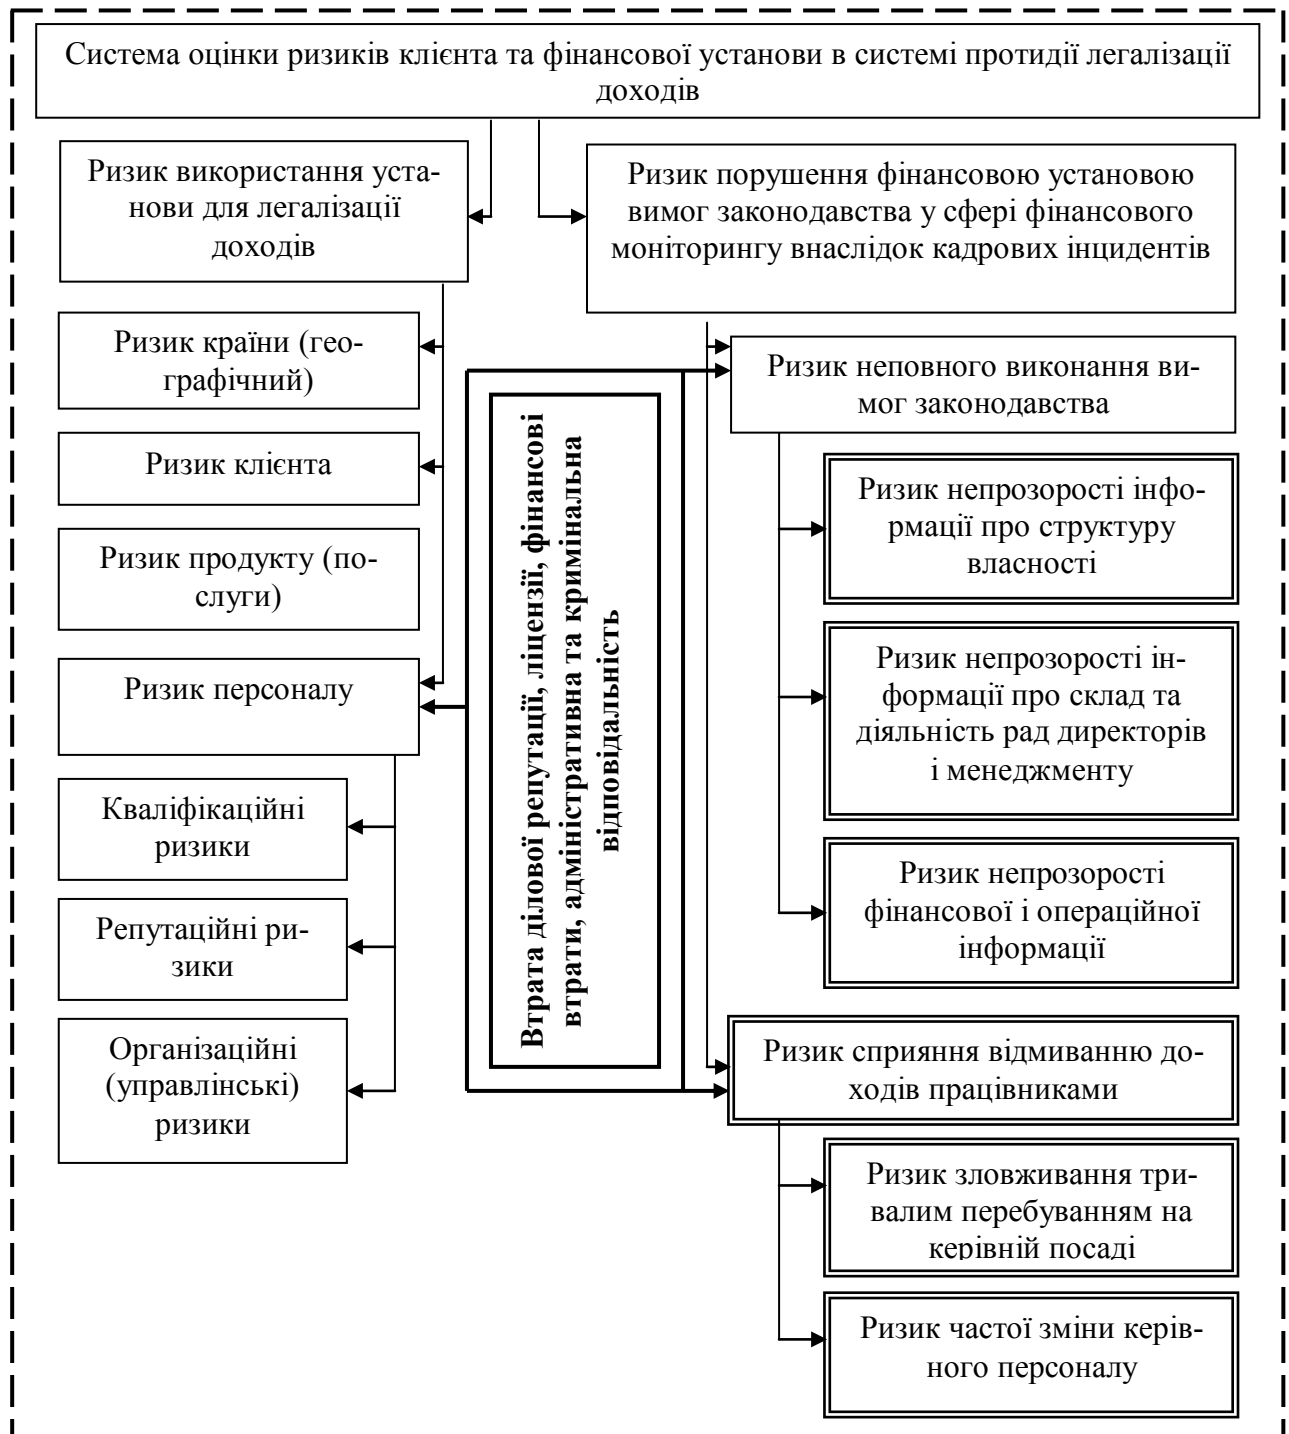 Система оцінки ризиків клієнта та фінансової установи в системі протидії легалізації
доходів
Ризик використання уста-
нови для легалізації
доходів
Ризик порушення фінансовою установою
вимог законодавства у сфері фінансового
моніторингу внаслідок кадрових інцидентів
Ризик країни (гео-
графічний)
Ризик клієнта
Ризик продукту (по-
слуги)
Ризик персоналу
Кваліфікаційні
ризики
Репутаційні ри-
зики
Організаційні
(управлінські)
ризики
Втрата ділової репутації, ліцензії, фінансові
втрати, адміністративна та кримінальна
відповідальність
Ризик неповного виконання ви-
мог законодавства
Ризик непрозорості інфо-
рмації про структуру
власності
Ризик непрозорості ін-
формації про склад та
діяльність рад директорів
і менеджменту
Ризик непрозорості
фінансової і операційної
інформації
Ризик сприяння відмиванню до-
ходів працівниками
Ризик зловживання три-
валим перебуванням на
керівній посаді
Ризик частої зміни керів-
ного персоналу